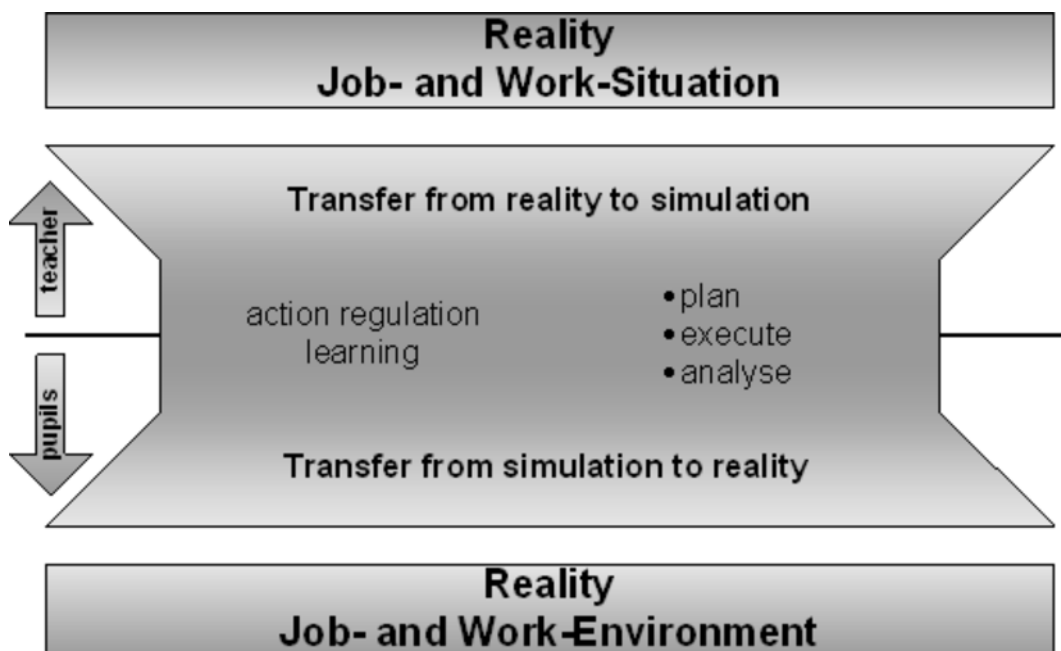 Reality
Job- and Work-Situation
Transfer from reality to simulation
teacher
action regulation
learning
• plan
• execute
• analyse
pupils
Transfer from simulation to reality
Reality
Job- and Work-Environment